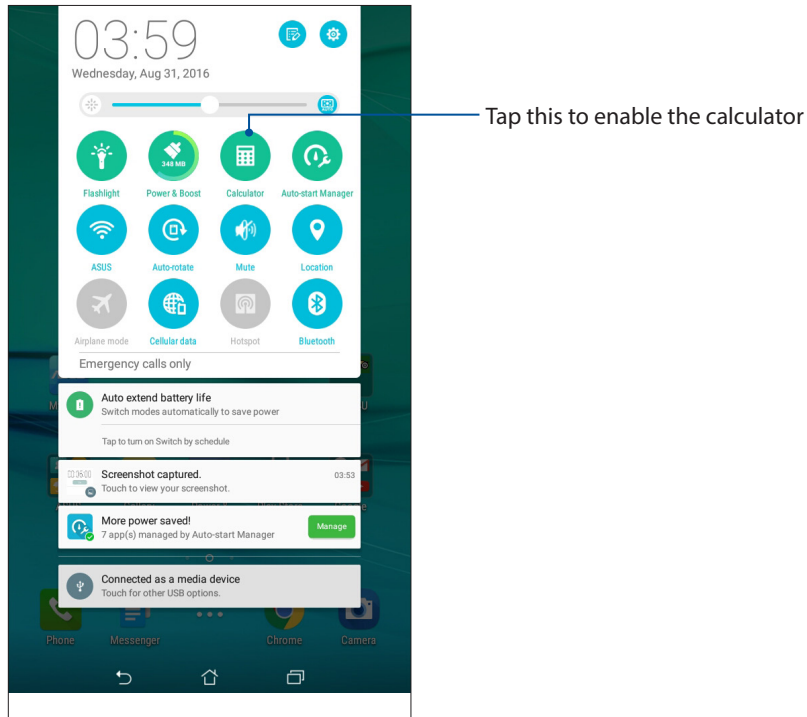 03:59
Wednesday, Aug 31, 2016
AUTO
Tap this to enable the calculator
348 MB
Flashlight Power & Boost Calculator Auto-start Manager
ASUS Auto-rotate Mute Location
Airplane mode Cellular data Hotspot Bluetooth
Emergency calls only
Auto extend battery life
Switch modes automatically to save power
Tap to turn on Switch by schedule
Screenshot captured. 03:53
Touch to view your screenshot.
More power saved!
7 app(s) managed by Auto-start Manager Manage
Connected as a media device
Touch for other USB options.
Phone Messenger Chrome Camera